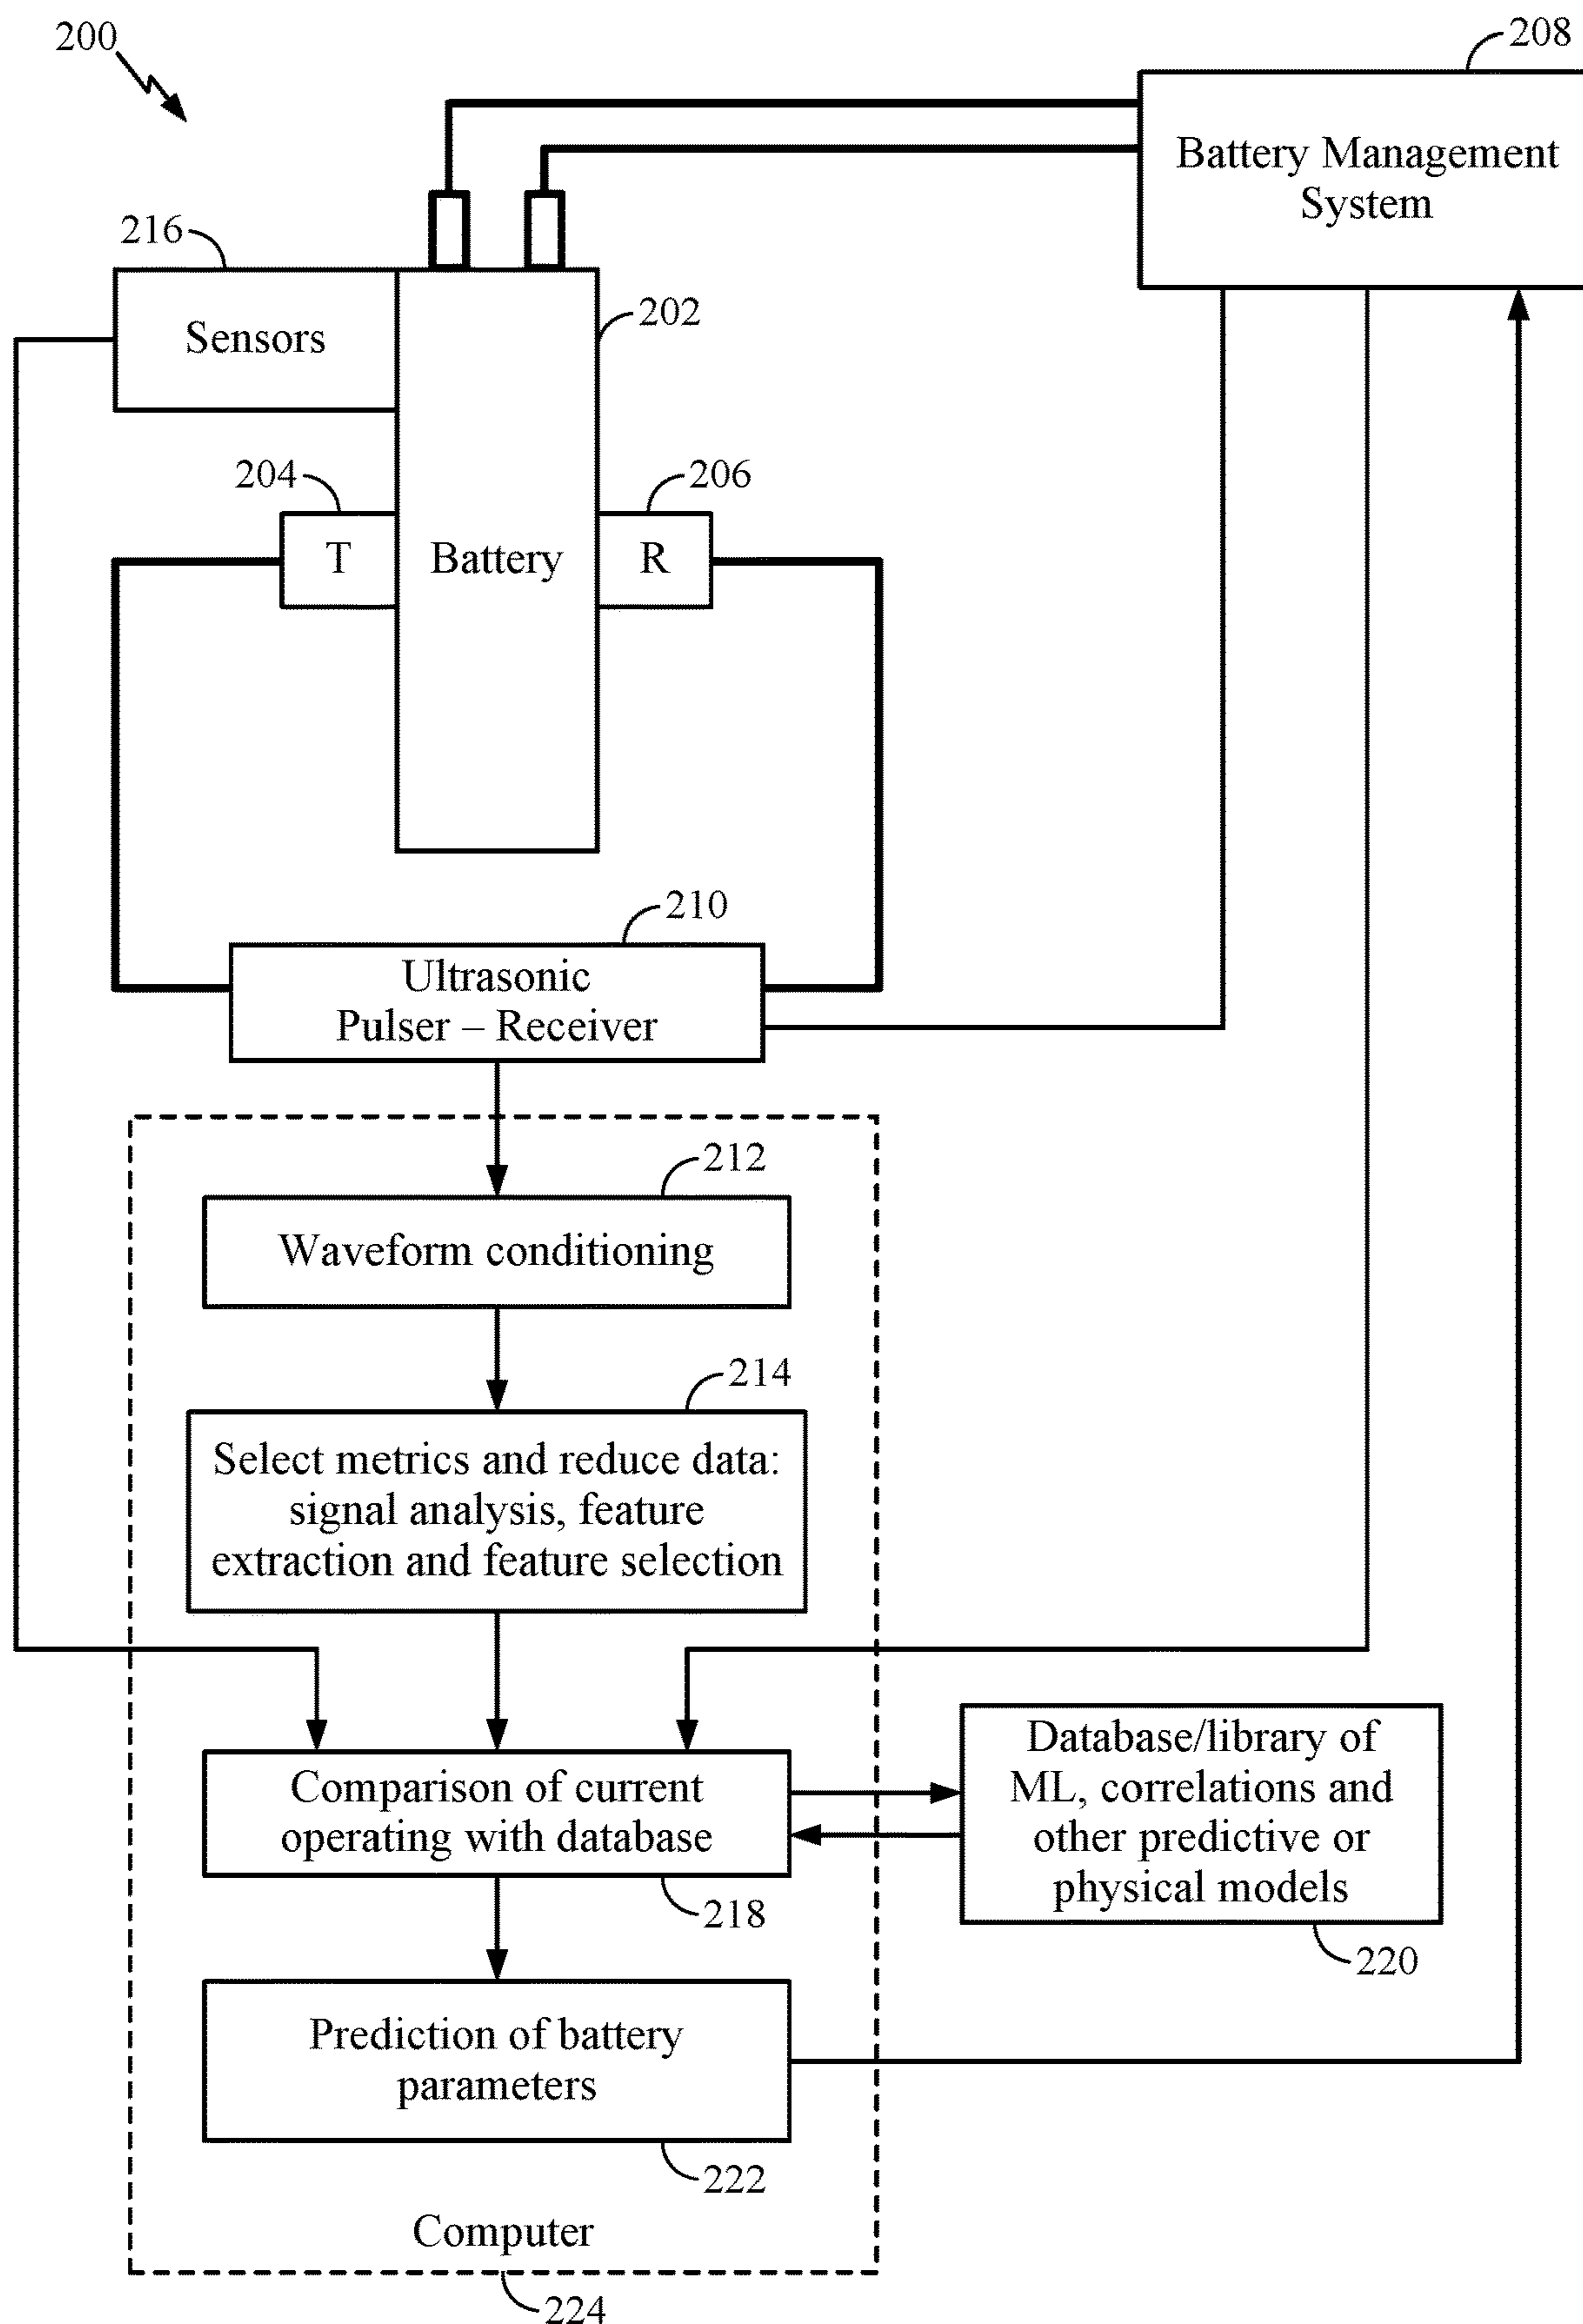 200
208
Battery Management
System
216
Sensors
202
204
206
T
Battery
R
210
Ultrasonic
Pulser – Receiver
212
Waveform conditioning
214
Select metrics and reduce data:
signal analysis, feature
extraction and feature selection
Comparison of current
operating with database
218
Database/library of
ML, correlations and
other predictive or
physical models
220
Prediction of battery
parameters
222
Computer
224